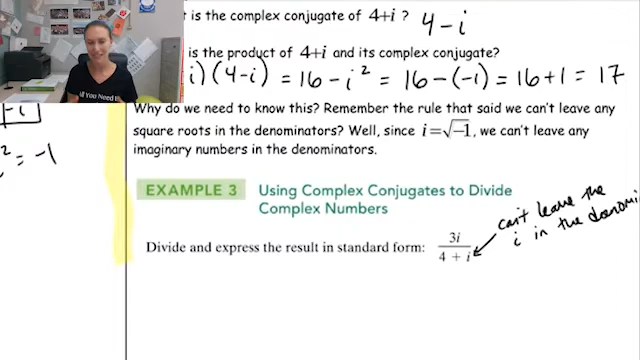 t is the complex conjugate of 4+i? 4-i
is the product of 4+i and its complex conjugate?
i)(4-i) = 16-i² = 16-(-1) = 16+1 = 17
Why do we need to know this? Remember the rule that said we can't leave any
square roots in the denominators? Well, since i=√-1, we can't leave any
imaginary numbers in the denominators.
-i
² = -1
EXAMPLE 3 Using Complex Conjugates to Divide
Complex Numbers
can't leave the
i in the denomi
Divide and express the result in standard form: 3i
4 + i
All You Need I